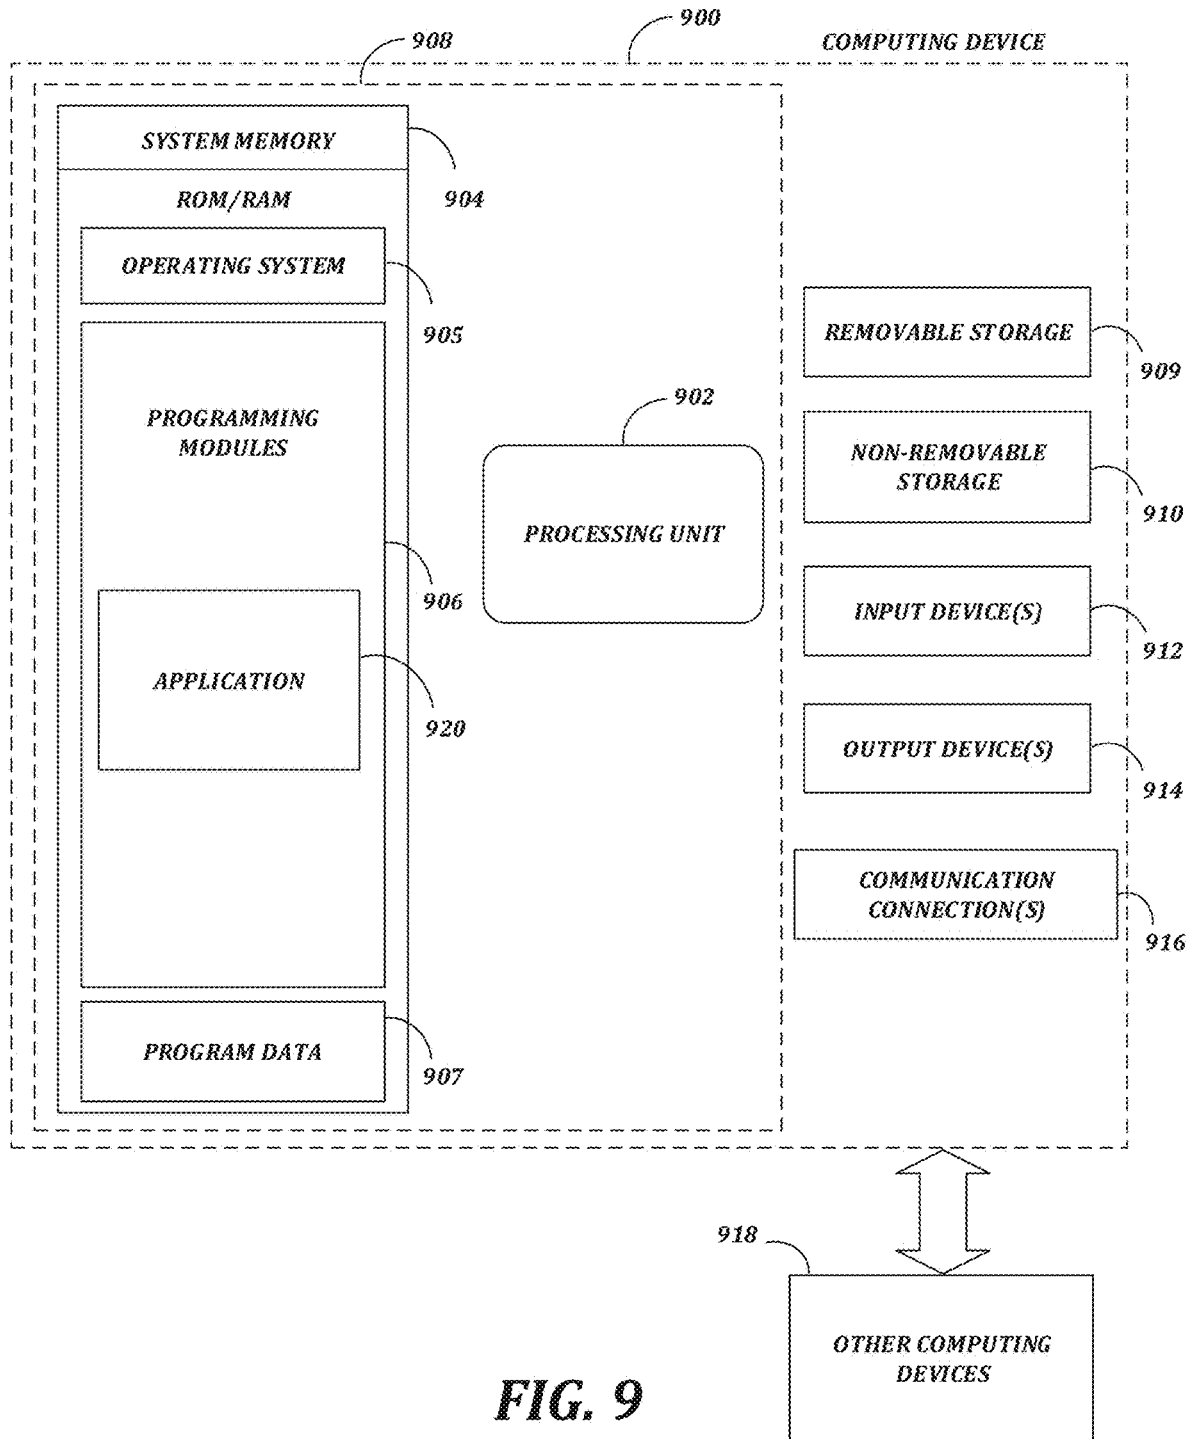 900
COMPUTING DEVICE
908
SYSTEM MEMORY
904
ROM/RAM
OPERATING SYSTEM
905
PROGRAMMING
MODULES
906
APPLICATION
920
PROGRAM DATA
907
902
PROCESSING UNIT
REMOVABLE STORAGE
909
NON-REMOVABLE
STORAGE
910
INPUT DEVICE(S)
912
OUTPUT DEVICE(S)
914
COMMUNICATION
CONNECTION(S)
916
918
OTHER COMPUTING
DEVICES
FIG. 9